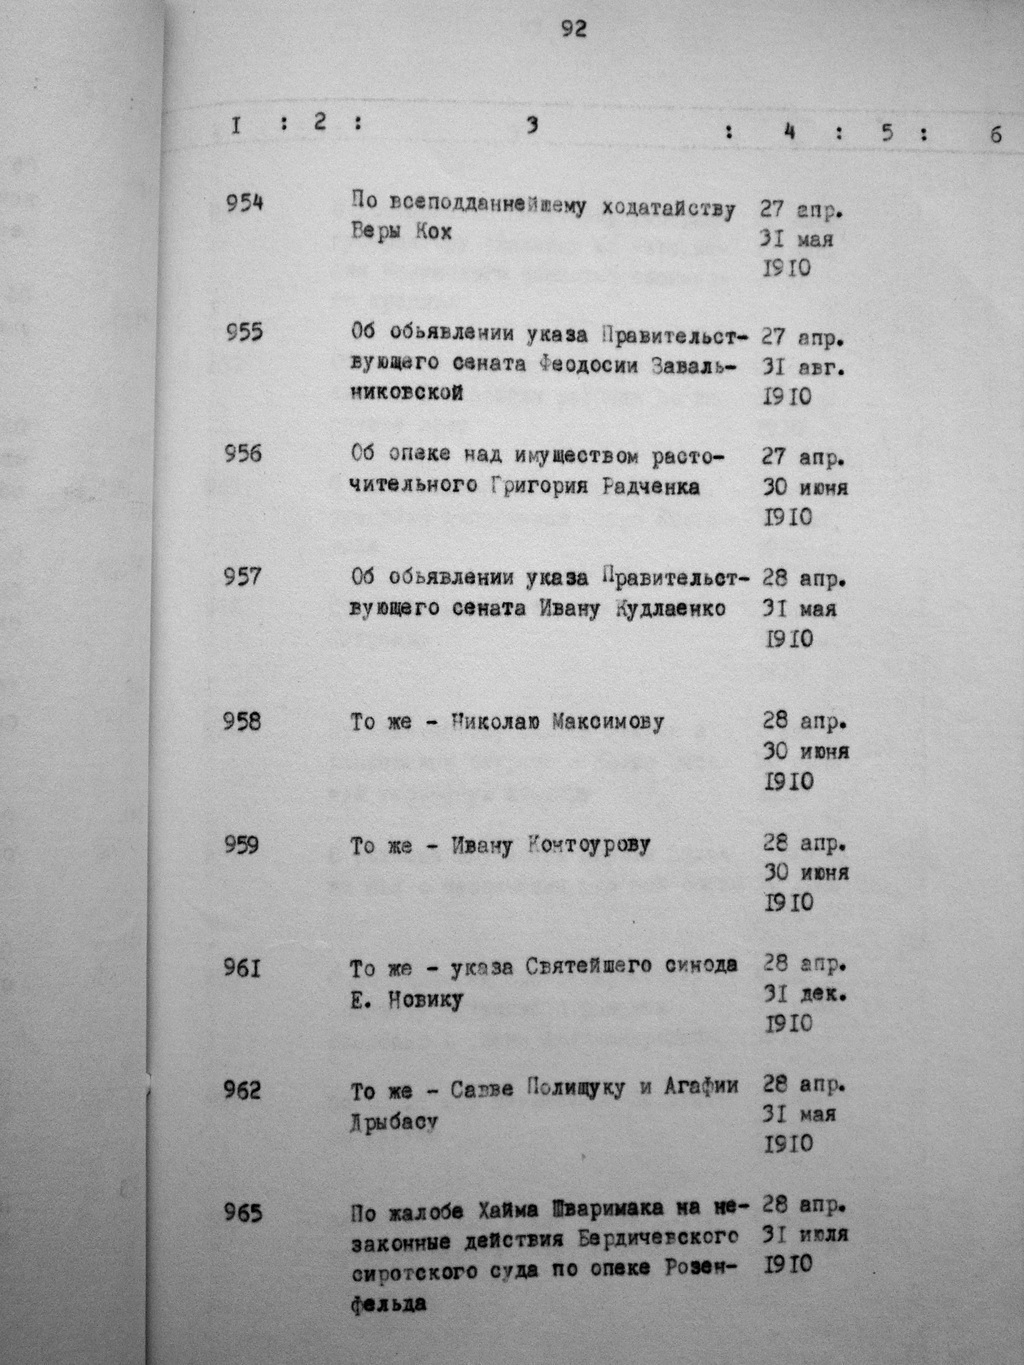 92
I : 2 : 3 : 4 : 5 : 6
954 По всеподданнейшему ходатайству 27 апр.
Веры Кох 31 мая
1910
955 Об обьявлении указа Правительст- 27 апр.
вующего сената Феодосии Заваль- 31 авг.
никовской 1910
956 Об опеке над имуществом расто- 27 апр.
чительного Григория Радченка 30 июня
1910
957 Об обьявлении указа Правительст- 28 апр.
вующего сената Ивану Кудлаенко 31 мая
1910
958 То же - Николаю Максимову 28 апр.
30 июня
1910
959 То же - Ивану Контоурову 28 апр.
30 июня
1910
961 То же - указа Святейшего синода 28 апр.
Е. Новику 31 дек.
1910
962 То же - Савве Полищуку и Агафии 28 апр.
Дрыбасу 31 мая
1910
965 По жалобе Хайма Шваримака на не- 28 апр.
законные действия Бердичевского 31 июля
сиротского суда по опеке Розен- 1910
фельда